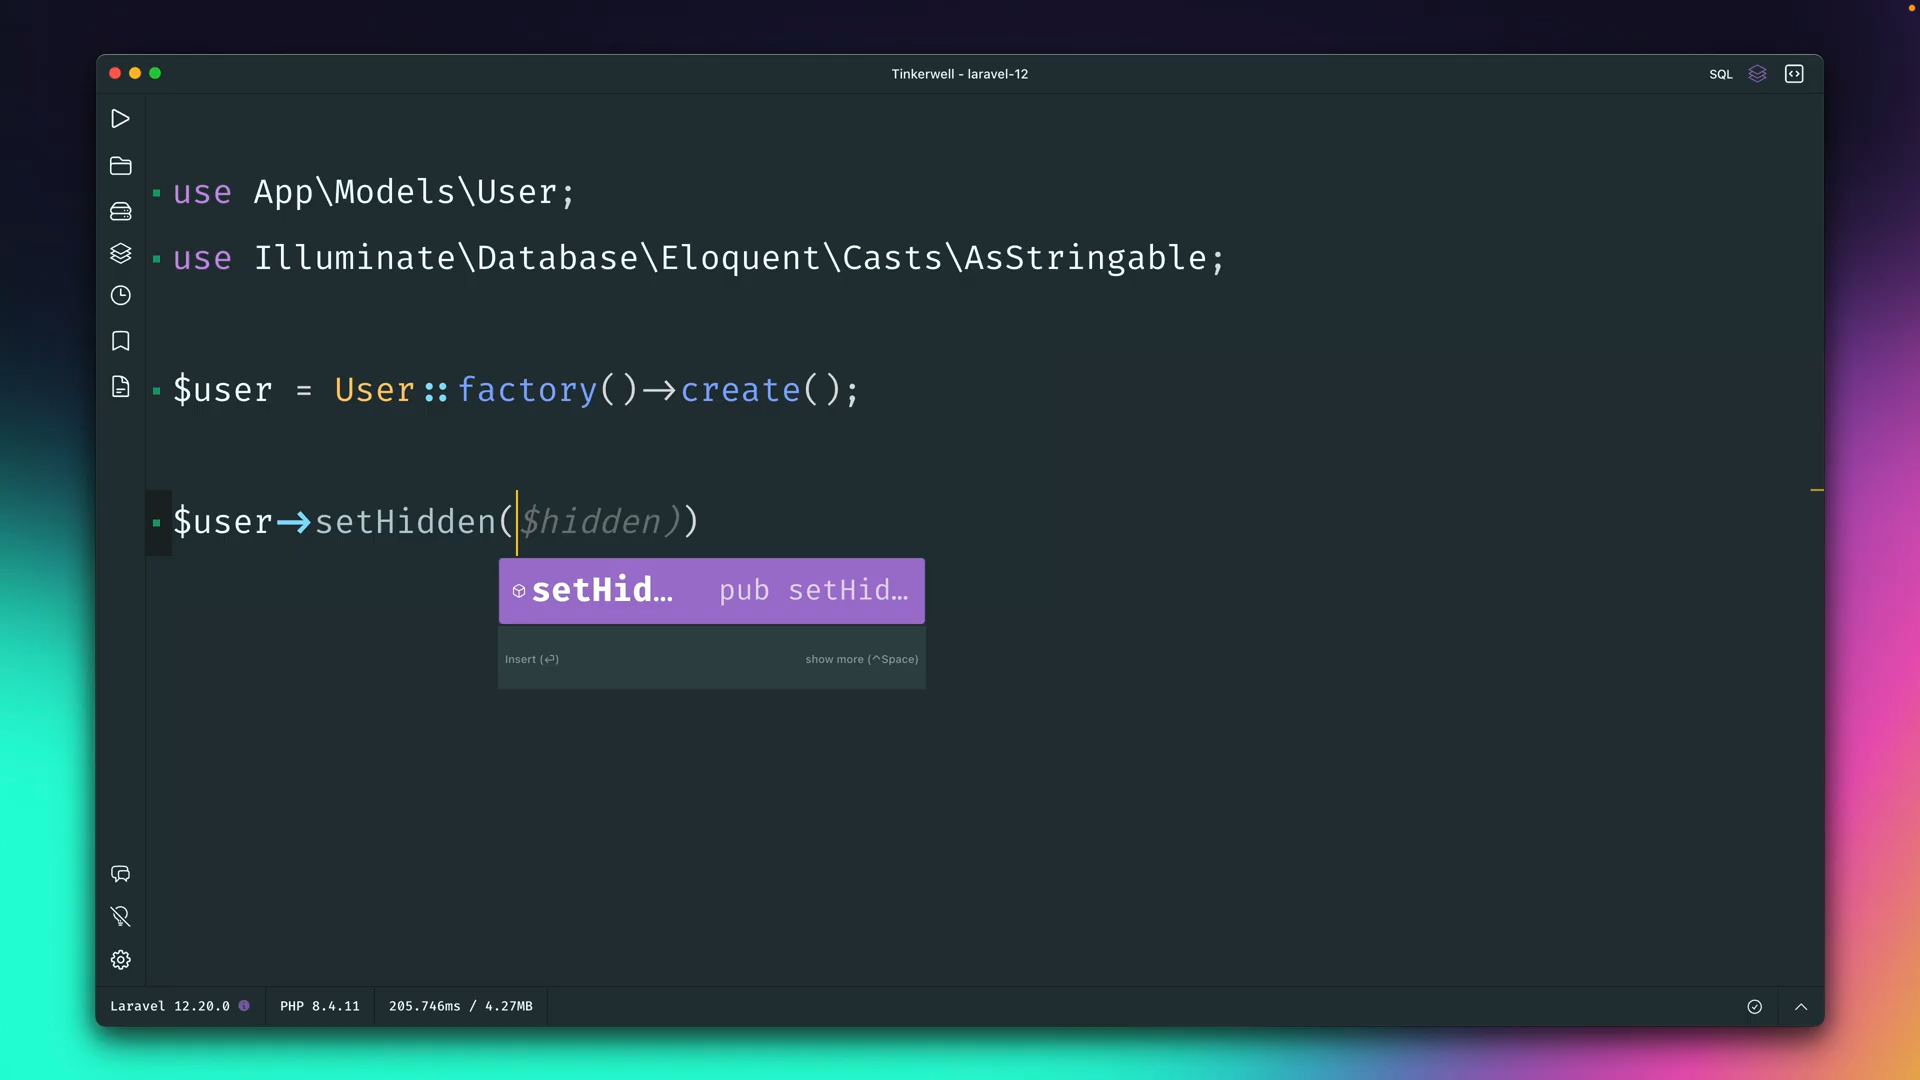 Tinkerwell - laravel-12
SQL
use App\Models\User;
use Illuminate\Database\Eloquent\Casts\AsStringable;
$user = User::factory()->create();
$user->setHidden($hidden))
setHid… pub setHid…
Insert (⏎) show more (^Space)
Laravel 12.20.0 PHP 8.4.11 205.746ms / 4.27MB